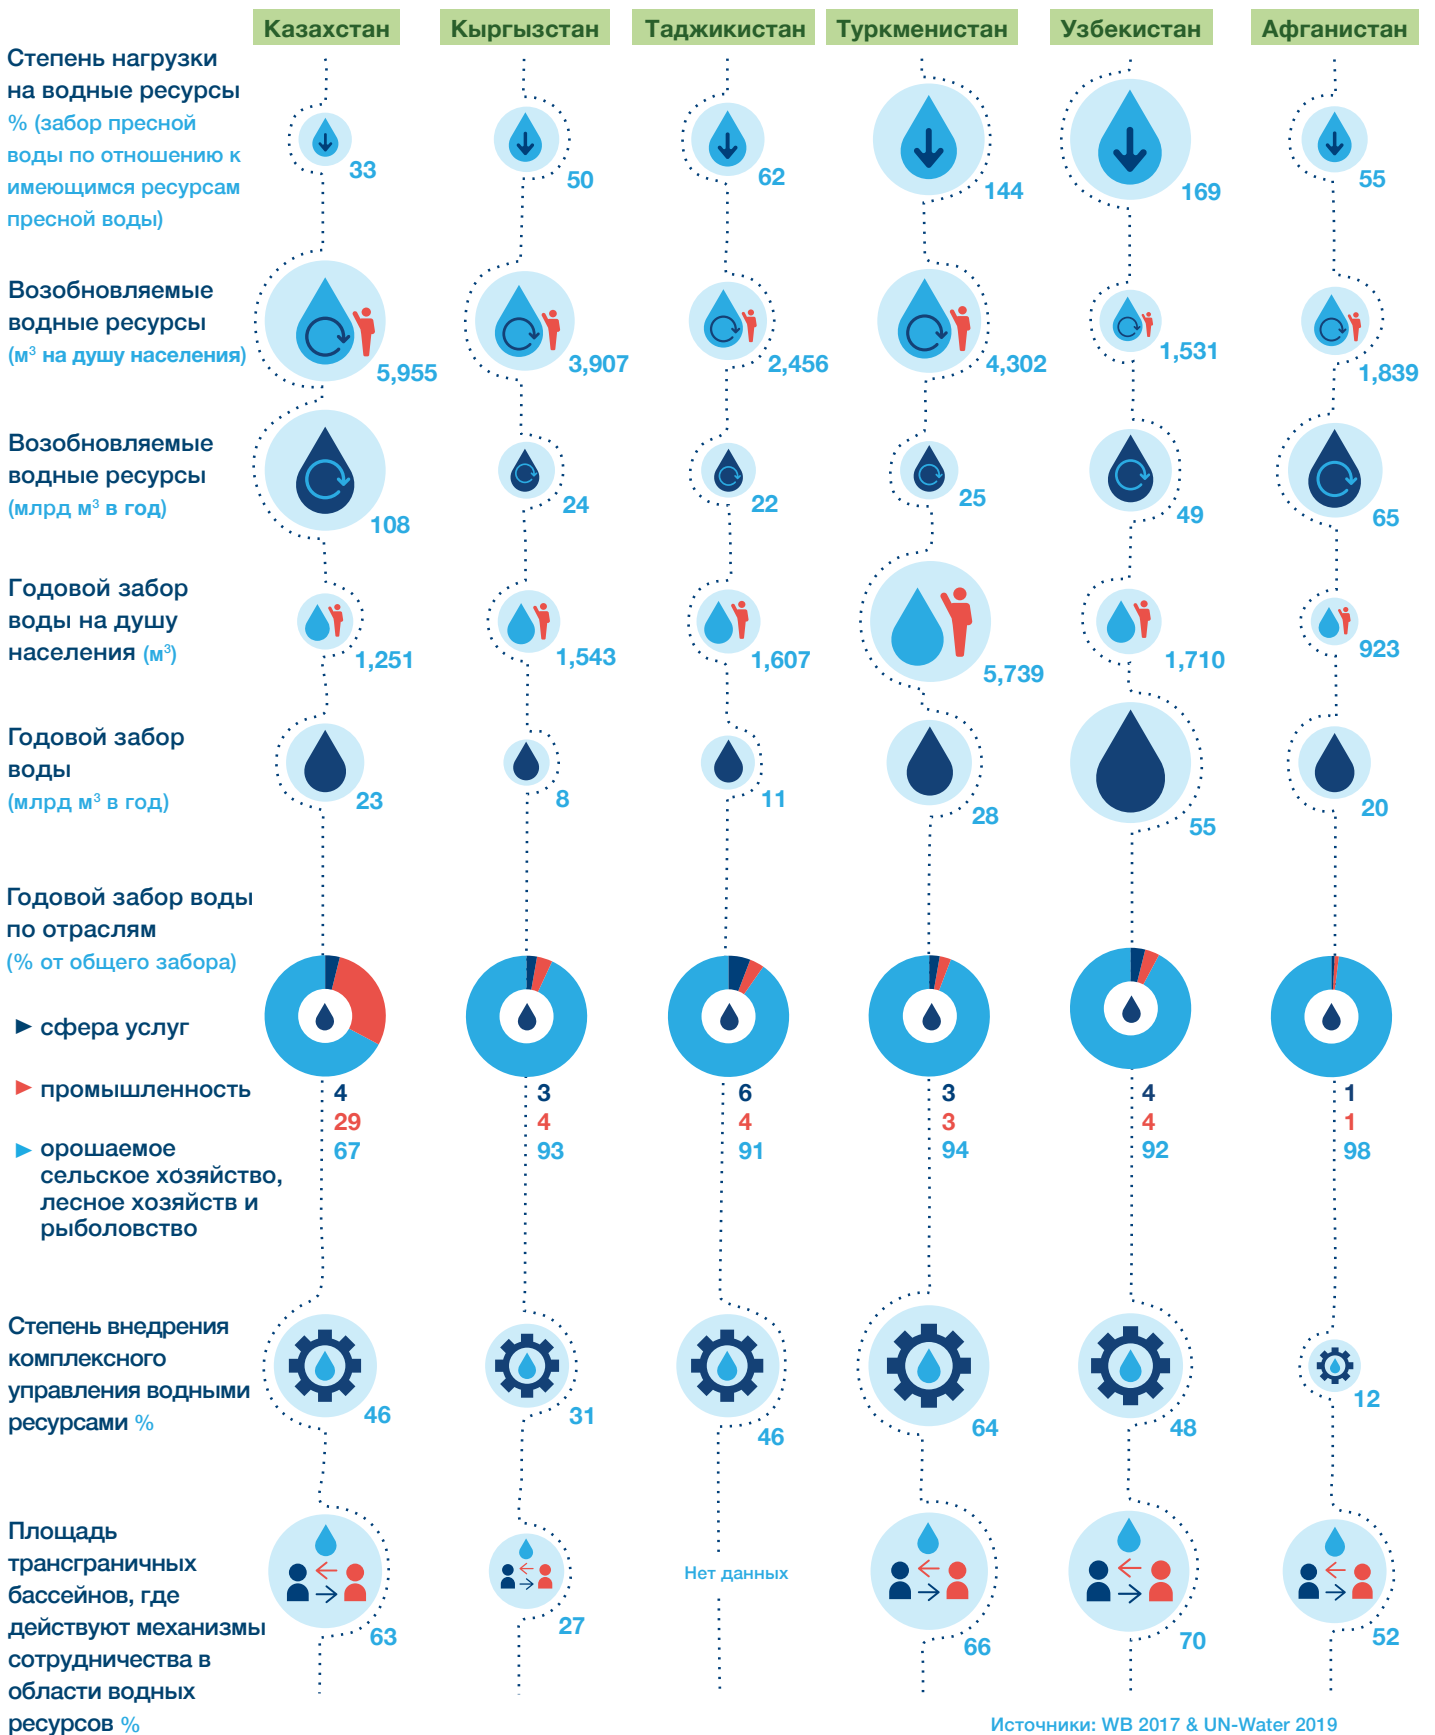 Казахстан
Кыргызстан
Таджикистан
Туркменистан
Узбекистан
Афганистан
Степень нагрузки
на водные ресурсы
% (забор пресной
воды по отношению к
имеющимся ресурсам
пресной воды)
33
50
62
144
169
55
Возобновляемые
водные ресурсы
(м³ на душу населения)
5,955
3,907
2,456
4,302
1,531
1,839
Возобновляемые
водные ресурсы
(млрд м³ в год)
108
24
22
25
49
65
Годовой забор
воды на душу
населения (м³)
1,251
1,543
1,607
5,739
1,710
923
Годовой забор
воды
(млрд м³ в год)
23
8
11
28
55
20
Годовой забор воды
по отраслям
(% от общего забора)
сфера услуг
4
3
6
3
4
1
промышленность
29
4
4
3
4
1
орошаемое
сельское хозяйство,
лесное хозяйств и
рыболовство
67
93
91
94
92
98
Степень внедрения
комплексного
управления водными
ресурсами %
46
31
46
64
48
12
Площадь
трансграничных
бассейнов, где
действуют механизмы
сотрудничества в
области водных
ресурсов %
63
27
Нет данных
66
70
52
Источники: WB 2017 & UN-Water 2019